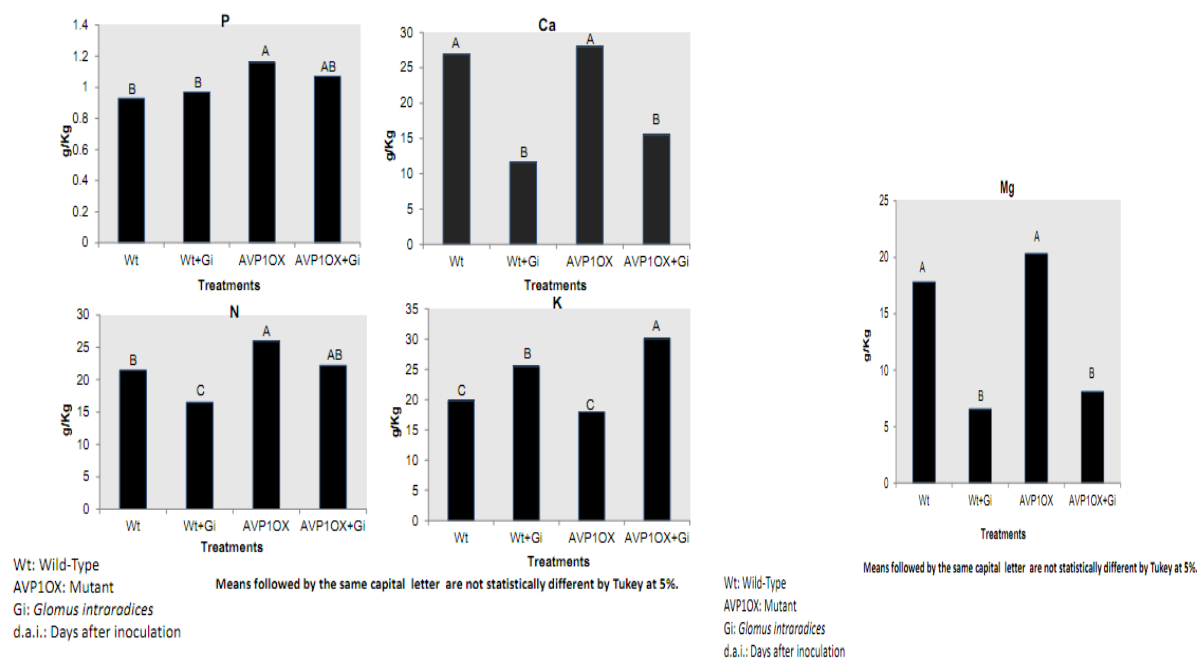 P
g/Kg
1.4
1.2
1
0.8
0.6
0.4
0.2
0
B
B
A
AB
Wt
Wt+Gi
AVP1OX
AVP1OX+Gi
Treatments
Ca
g/Kg
30
25
20
15
10
5
0
A
B
A
B
Wt
Wt+Gi
AVP1OX
AVP1OX+Gi
Treatments
N
g/Kg
30
25
20
15
10
5
0
B
C
A
AB
Wt
Wt+Gi
AVP1OX
AVP1OX+Gi
Treatments
K
g/Kg
35
30
25
20
15
10
5
0
C
B
C
A
Wt
Wt+Gi
AVP1OX
AVP1OX+Gi
Treatments
Wt: Wild-Type
AVP1OX: Mutant
Gi: Glomus intraradices
d.a.i.: Days after inoculation
Means followed by the same capital letter are not statistically different by Tukey at 5%.
Mg
g/Kg
25
20
15
10
5
0
A
B
A
B
Wt
Wt+Gi
AVP1OX
AVP1OX+Gi
Treatments
Means followed by the same capital letter are not statistically different by Tukey at 5%.
Wt: Wild-Type
AVP1OX: Mutant
Gi: Glomus intraradices
d.a.i.: Days after inoculation